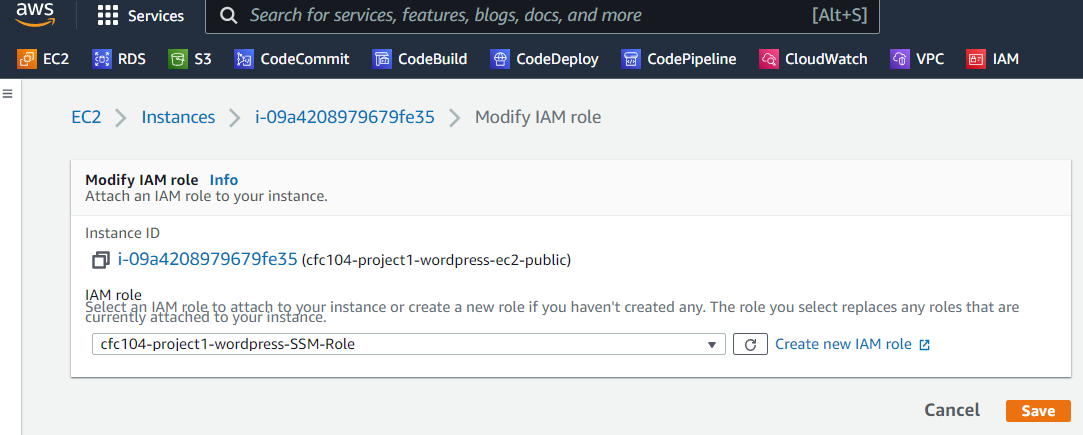 aws Services Search for services, features, blogs, docs, and more [Alt+S]
EC2 RDS S3 CodeCommit CodeBuild CodeDeploy CodePipeline CloudWatch VPC IAM
EC2 Instances i-09a4208979679fe35 Modify IAM role
Modify IAM role Info
Attach an IAM role to your instance.
Instance ID
i-09a4208979679fe35 (cfc104-project1-wordpress-ec2-public)
IAM role
Select an IAM role to attach to your instance or create a new role if you haven't created any. The role you select replaces any roles that are
currently attached to your instance.
cfc104-project1-wordpress-SSM-Role Create new IAM role
Cancel Save